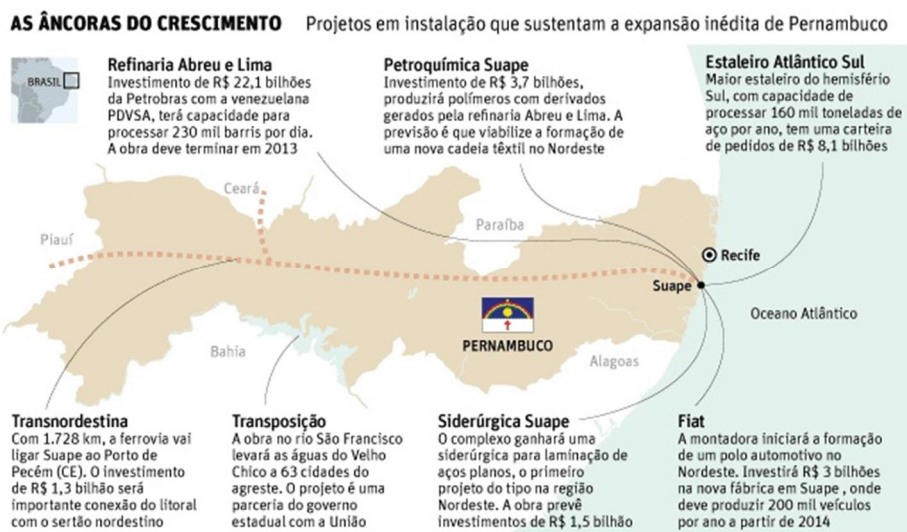 AS ÂNCORAS DO CRESCIMENTO Projetos em instalação que sustentam a expansão inédita de Pernambuco
BRASIL
Refinaria Abreu e Lima
Investimento de R$ 22,1 bilhões
da Petrobras com a venezuelana
PDVSA, terá capacidade para
processar 230 mil barris por dia.
A obra deve terminar em 2013
Petroquímica Suape
Investimento de R$ 3,7 bilhões,
produzirá polímeros com derivados
gerados pela refinaria Abreu e Lima. A
previsão é que viabilize a formação de
uma nova cadeia têxtil no Nordeste
Estaleiro Atlântico Sul
Maior estaleiro do hemisfério
Sul, com capacidade de
processar 160 mil toneladas de
aço por ano, tem uma carteira
de pedidos de R$ 8,1 bilhões
Ceará
Piauí
Paraíba
Recife
Suape
Oceano Atlântico
PERNAMBUCO
Bahia
Alagoas
Transnordestina
Com 1.728 km, a ferrovia vai
ligar Suape ao Porto de
Pecém (CE). O investimento
de R$ 1,3 bilhão será
importante conexão do litoral
com o sertão nordestino
Transposição
A obra no rio São Francisco
levará as águas do Velho
Chico a 63 cidades do
agreste. O projeto é uma
parceria do governo
estadual com a União
Siderúrgica Suape
O complexo ganhará uma
siderúrgica para laminação de
aços planos, o primeiro
projeto do tipo na região
Nordeste. A obra prevê
investimentos de R$ 1,5 bilhão
Fiat
A montadora iniciará a formação
de um polo automotivo no
Nordeste. Investirá R$ 3 bilhões
na nova fábrica em Suape , onde
deve produzir 200 mil veículos
por ano a partir de 2014